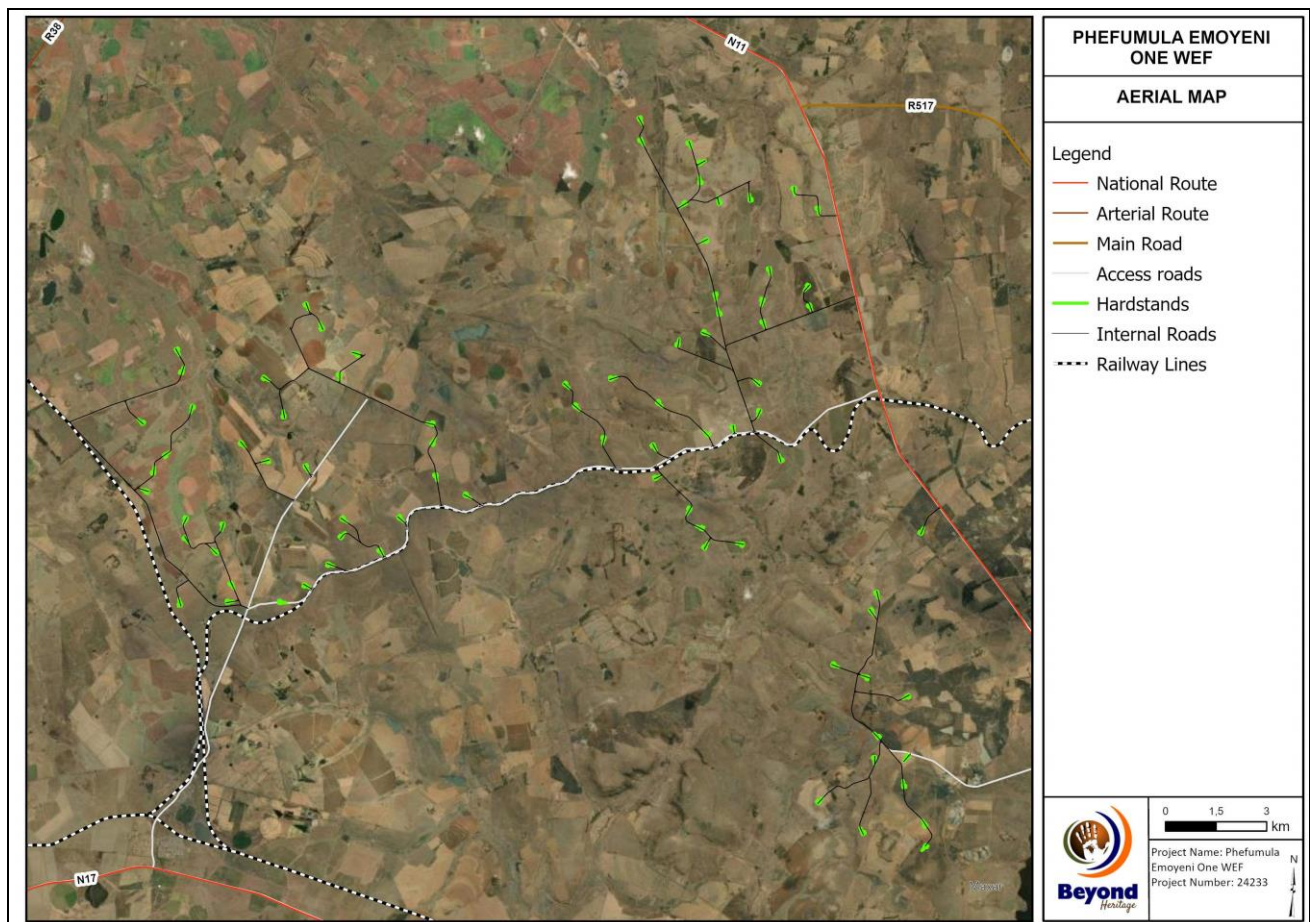 R38
N11
R517
N17
Maxar
PHEFUMULA EMOYENI
ONE WEF
AERIAL MAP
Legend
National Route
Arterial Route
Main Road
Access roads
Hardstands
Internal Roads
Railway Lines
0 1,5 3
km
Beyond
Heritage
Project Name: Phefumula
Emoyeni One WEF
Project Number: 24233
N